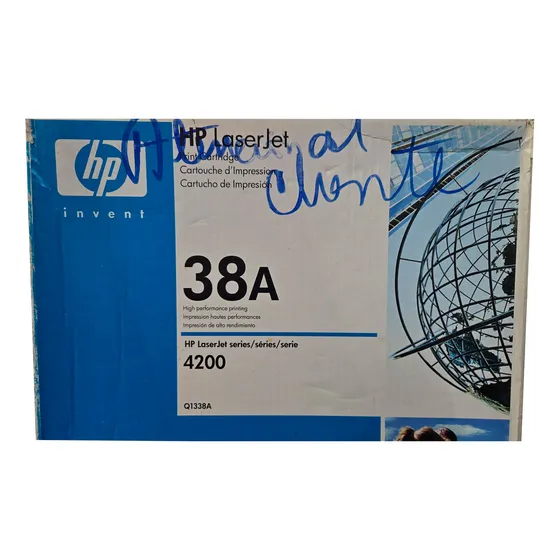 HP LaserJet
Print Cartridge
Cartouche d'Impression
Cartucho de Impresión
hp
invent
38A
High performance printing
Impression hautes performances
Impresión de alto rendimiento
HP LaserJet series/séries/serie
4200
Q1338A